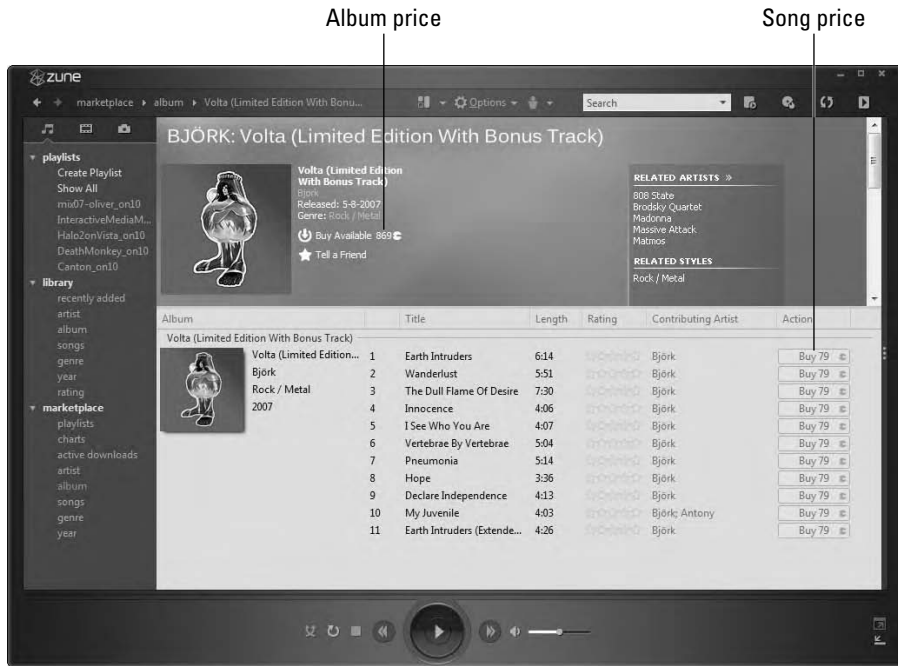 Album price
Song price
zune
marketplace album Volta (Limited Edition With Bonu...
Options
Search
playlists
Create Playlist
Show All
mix07-oliver_on10
InteractiveMediaM...
Halo2onVista_on10
DeathMonkey_on10
Canton_on10
library
recently added
artist
album
songs
genre
year
rating
marketplace
playlists
charts
active downloads
artist
album
songs
genre
year
BJÖRK: Volta (Limited Edition With Bonus Track)
Volta (Limited Edition
With Bonus Track)
Björk
Released: 5-8-2007
Genre: Rock / Metal
Buy Available 869
Tell a Friend
RELATED ARTISTS »
808 State
Brodsky Quartet
Madonna
Massive Attack
Matmos
RELATED STYLES
Rock / Metal
Album Title Length Rating Contributing Artist Action
Volta (Limited Edition With Bonus Track)
Volta (Limited Edition...
Björk
Rock / Metal
2007
1 Earth Intruders 6:14 Björk Buy 79
2 Wanderlust 5:51 Björk Buy 79
3 The Dull Flame Of Desire 7:30 Björk Buy 79
4 Innocence 4:06 Björk Buy 79
5 I See Who You Are 4:07 Björk Buy 79
6 Vertebrae By Vertebrae 5:04 Björk Buy 79
7 Pneumonia 5:14 Björk Buy 79
8 Hope 3:36 Björk Buy 79
9 Declare Independence 4:13 Björk Buy 79
10 My Juvenile 4:03 Björk; Antony Buy 79
11 Earth Intruders (Extende... 4:26 Björk Buy 79